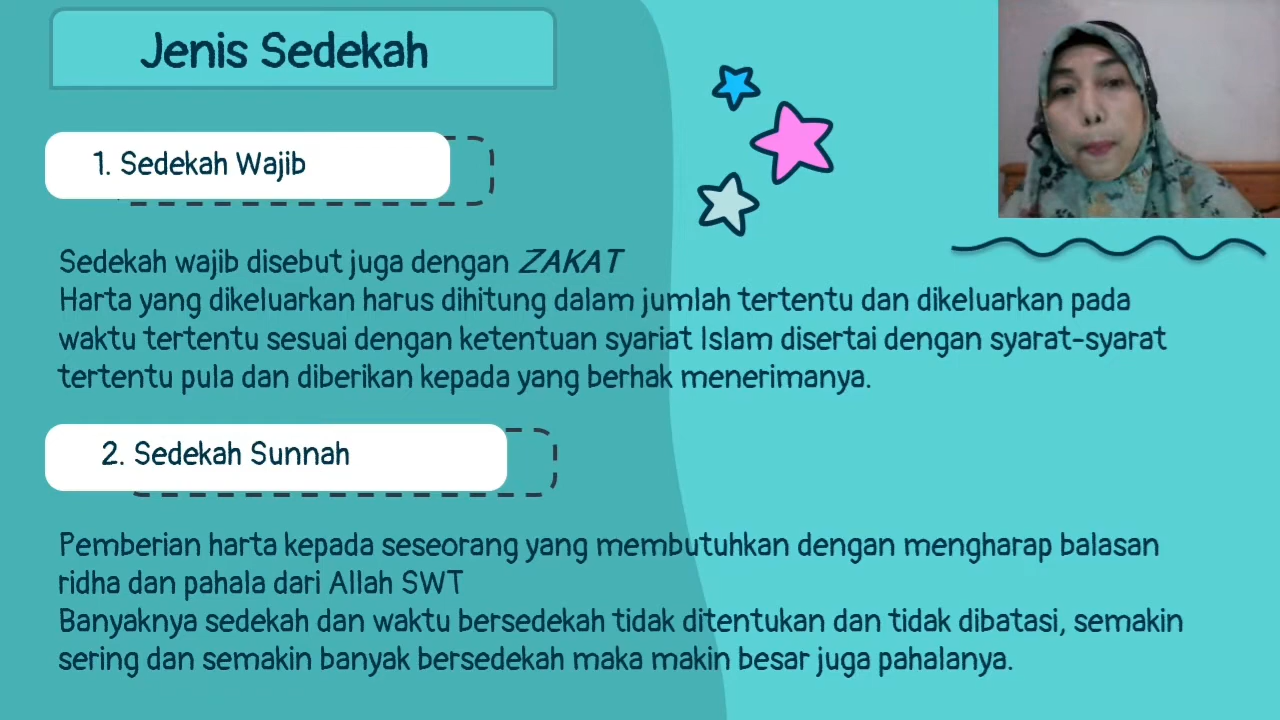 Jenis Sedekah
1. Sedekah Wajib
Sedekah wajib disebut juga dengan ZAKAT
Harta yang dikeluarkan harus dihitung dalam jumlah tertentu dan dikeluarkan pada
waktu tertentu sesuai dengan ketentuan syariat Islam disertai dengan syarat-syarat
tertentu pula dan diberikan kepada yang berhak menerimanya.
2. Sedekah Sunnah
Pemberian harta kepada seseorang yang membutuhkan dengan mengharap balasan
ridha dan pahala dari Allah SWT
Banyaknya sedekah dan waktu bersedekah tidak ditentukan dan tidak dibatasi, semakin
sering dan semakin banyak bersedekah maka makin besar juga pahalanya.